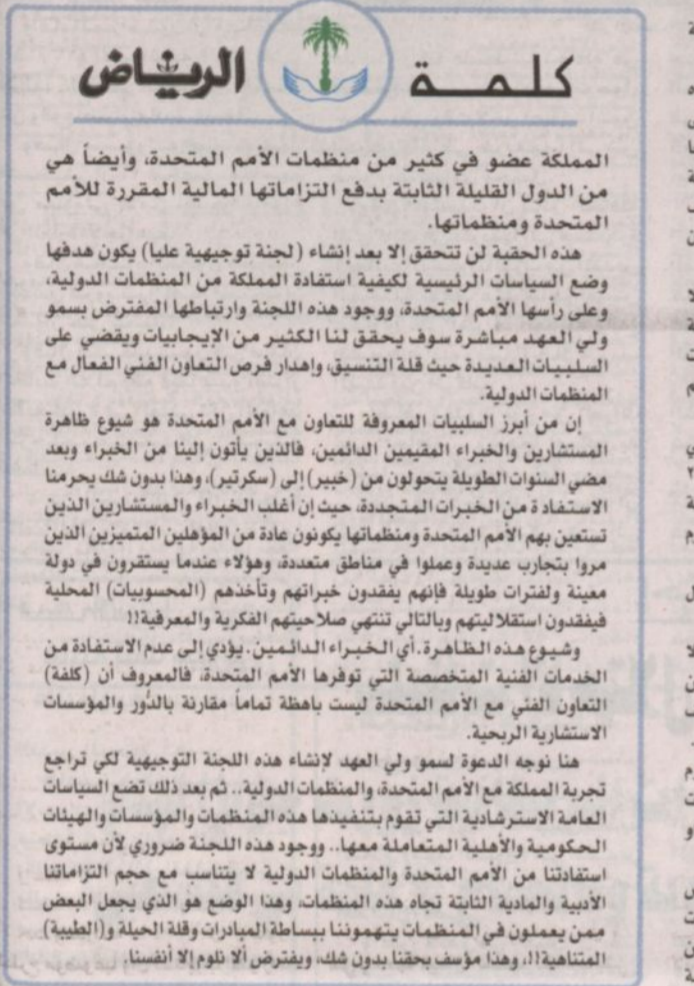 كلمة الرياض
المملكة عضو في كثير من منظمات الأمم المتحدة، وأيضاً هي
من الدول القليلة الثابتة بدفع التزاماتها المالية المقررة للأمم
المتحدة ومنظماتها.
هذه الحقبة لن تتحقق إلا بعد إنشاء (لجنة توجيهية عليا) يكون هدفها
وضع السياسات الرئيسية لكيفية استفادة المملكة من المنظمات الدولية،
وعلى رأسها الأمم المتحدة، ووجود هذه اللجنة وارتباطها المفترض بسمو
ولي العهد مباشرة سوف يحقق لنا الكثير من الإيجابيات ويقضي على
السلبيات العديدة حيث قلة التنسيق، وإهدار فرص التعاون الفني الفعال مع
المنظمات الدولية.
إن من أبرز السلبيات المعروفة للتعاون مع الأمم المتحدة هو شيوع ظاهرة
المستشارين والخبراء المقيمين الدائمين، فالذين يأتون إلينا من الخبراء وبعد
مضي السنوات الطويلة يتحولون من (خبير) إلى (سكرتير)، وهذا بدون شك يحرمنا
الاستفادة من الخبرات المتجددة، حيث إن أغلب الخبراء والمستشارين الذين
تستعين بهم الأمم المتحدة ومنظماتها يكونون عادة من المؤهلين المتميزين الذين
مروا بتجارب عديدة وعملوا في مناطق متعددة، وهؤلاء عندما يستقرون في دولة
معينة ولفترات طويلة فإنهم يفقدون خبراتهم وتأخذهم (المحسوبيات) المحلية
فيفقدون استقلاليتهم وبالتالي تنتهي صلاحيتهم الفكرية والمعرفية!!
وشيوع هذه الظاهرة. أي الخبراء الدائمين. يؤدي إلى عدم الاستفادة من
الخدمات الفنية المتخصصة التي توفرها الأمم المتحدة، فالمعروف أن (كلفة)
التعاون الفني مع الأمم المتحدة ليست باهظة تماماً مقارنة بالدُور والمؤسسات
الاستشارية الربحية.
هنا نوجه الدعوة لسمو ولي العهد لإنشاء هذه اللجنة التوجيهية لكي تراجع
تجربة المملكة مع الأمم المتحدة، والمنظمات الدولية.. ثم بعد ذلك تضع السياسات
العامة الاسترشادية التي تقوم بتنفيذها هذه المنظمات والمؤسسات والهيئات
الحكومية والأهلية المتعاملة معها.. ووجود هذه اللجنة ضروري لأن مستوى
استفادتنا من الأمم المتحدة والمنظمات الدولية لا يتناسب مع حجم التزاماتنا
الأدبية والمادية الثابتة تجاه هذه المنظمات، وهذا الوضع هو الذي يجعل البعض
ممن يعملون في المنظمات يتهموننا ببساطة المبادرات وقلة الحيلة و(الطيبة)
المتناهية!!، وهذا مؤسف بحقنا بدون شك، ويفترض ألا نلوم إلا أنفسنا.